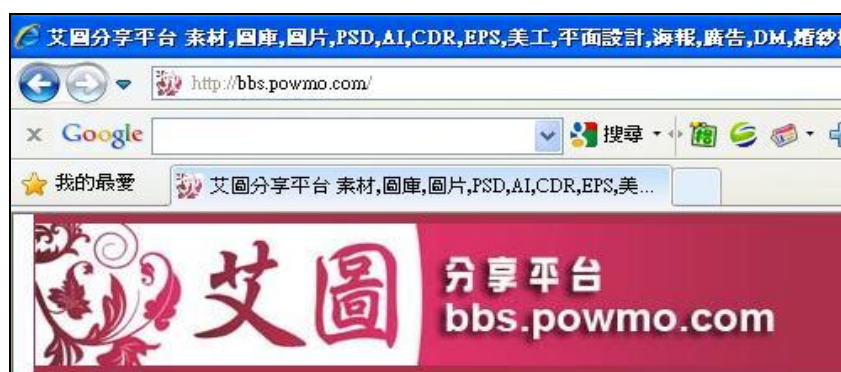 艾圖分享平台 素材,圖庫,圖片,PSD,AI,CDR,EPS,美工,平面設計,海報,廣告,DM,婚紗
http://bbs.powmo.com/
x Google 搜尋
我的最愛 艾圖分享平台 素材,圖庫,圖片,PSD,AI,CDR,EPS,美...
艾圖 分享平台
bbs.powmo.com